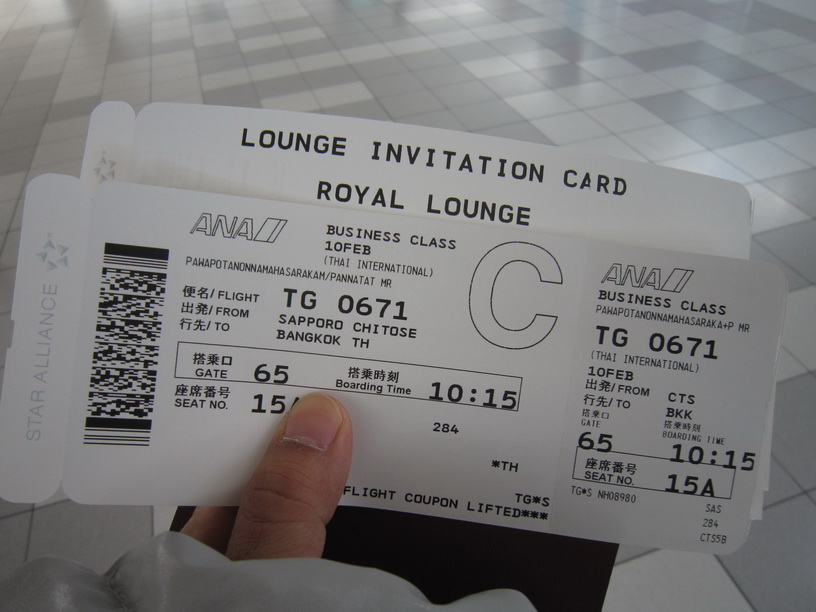 LOUNGE INVITATION CARD
ROYAL LOUNGE
STAR ALLIANCE
ANA
BUSINESS CLASS
10FEB
(THAI INTERNATIONAL)
PAWAPOTANONNAMAHASARAKAM/PANNATAT MR
便名/FLIGHT TG 0671
出発/FROM SAPPORO CHITOSE
行先/TO BANGKOK TH
C
搭乗口 GATE 65 搭乗時刻 Boarding Time 10:15
座席番号 SEAT NO. 15A
284
*TH
TG*S
FLIGHT COUPON LIFTED***
ANA
BUSINESS CLASS
PAWAPOTANONNAMAHASARAKA+P MR
TG 0671
(THAI INTERNATIONAL)
10FEB
出発/FROM CTS
行先/TO BKK
搭乗口 GATE 搭乗時刻 BOARDING TIME
65 10:15
座席番号 SEAT NO. 15A
TG*S NH08980
SAS
284
CTS5B